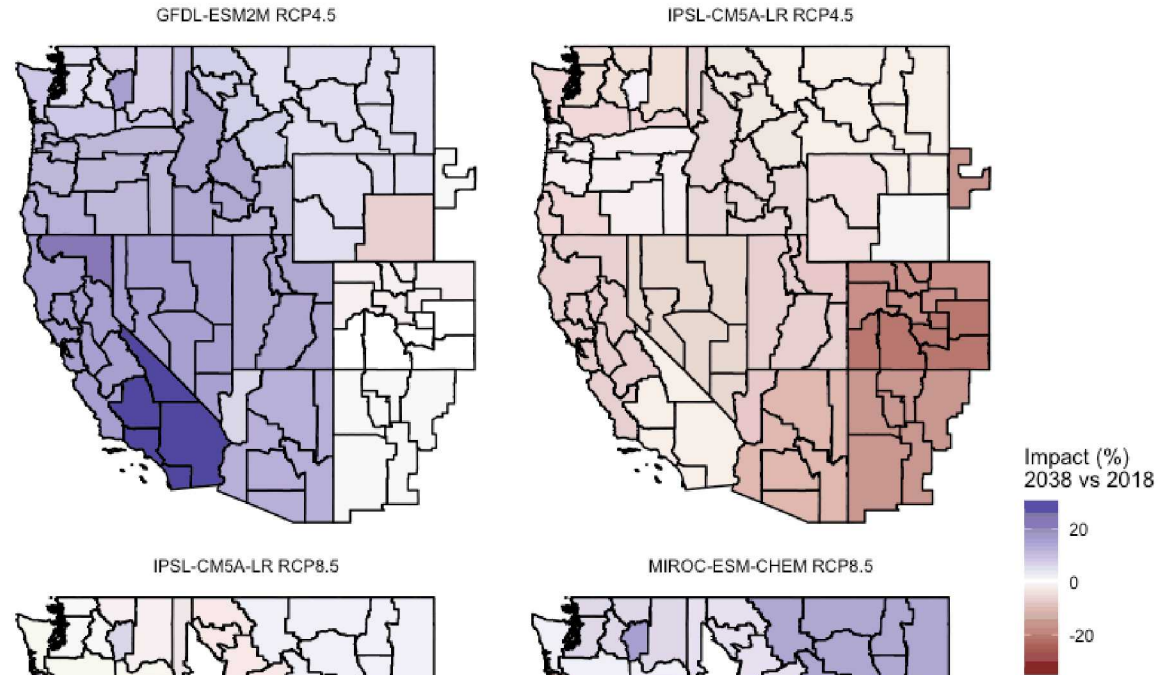 GFDL-ESM2M RCP4.5
IPSL-CM5A-LR RCP4.5
Impact (%)
2038 vs 2018
20
0
-20
IPSL-CM5A-LR RCP8.5
MIROC-ESM-CHEM RCP8.5